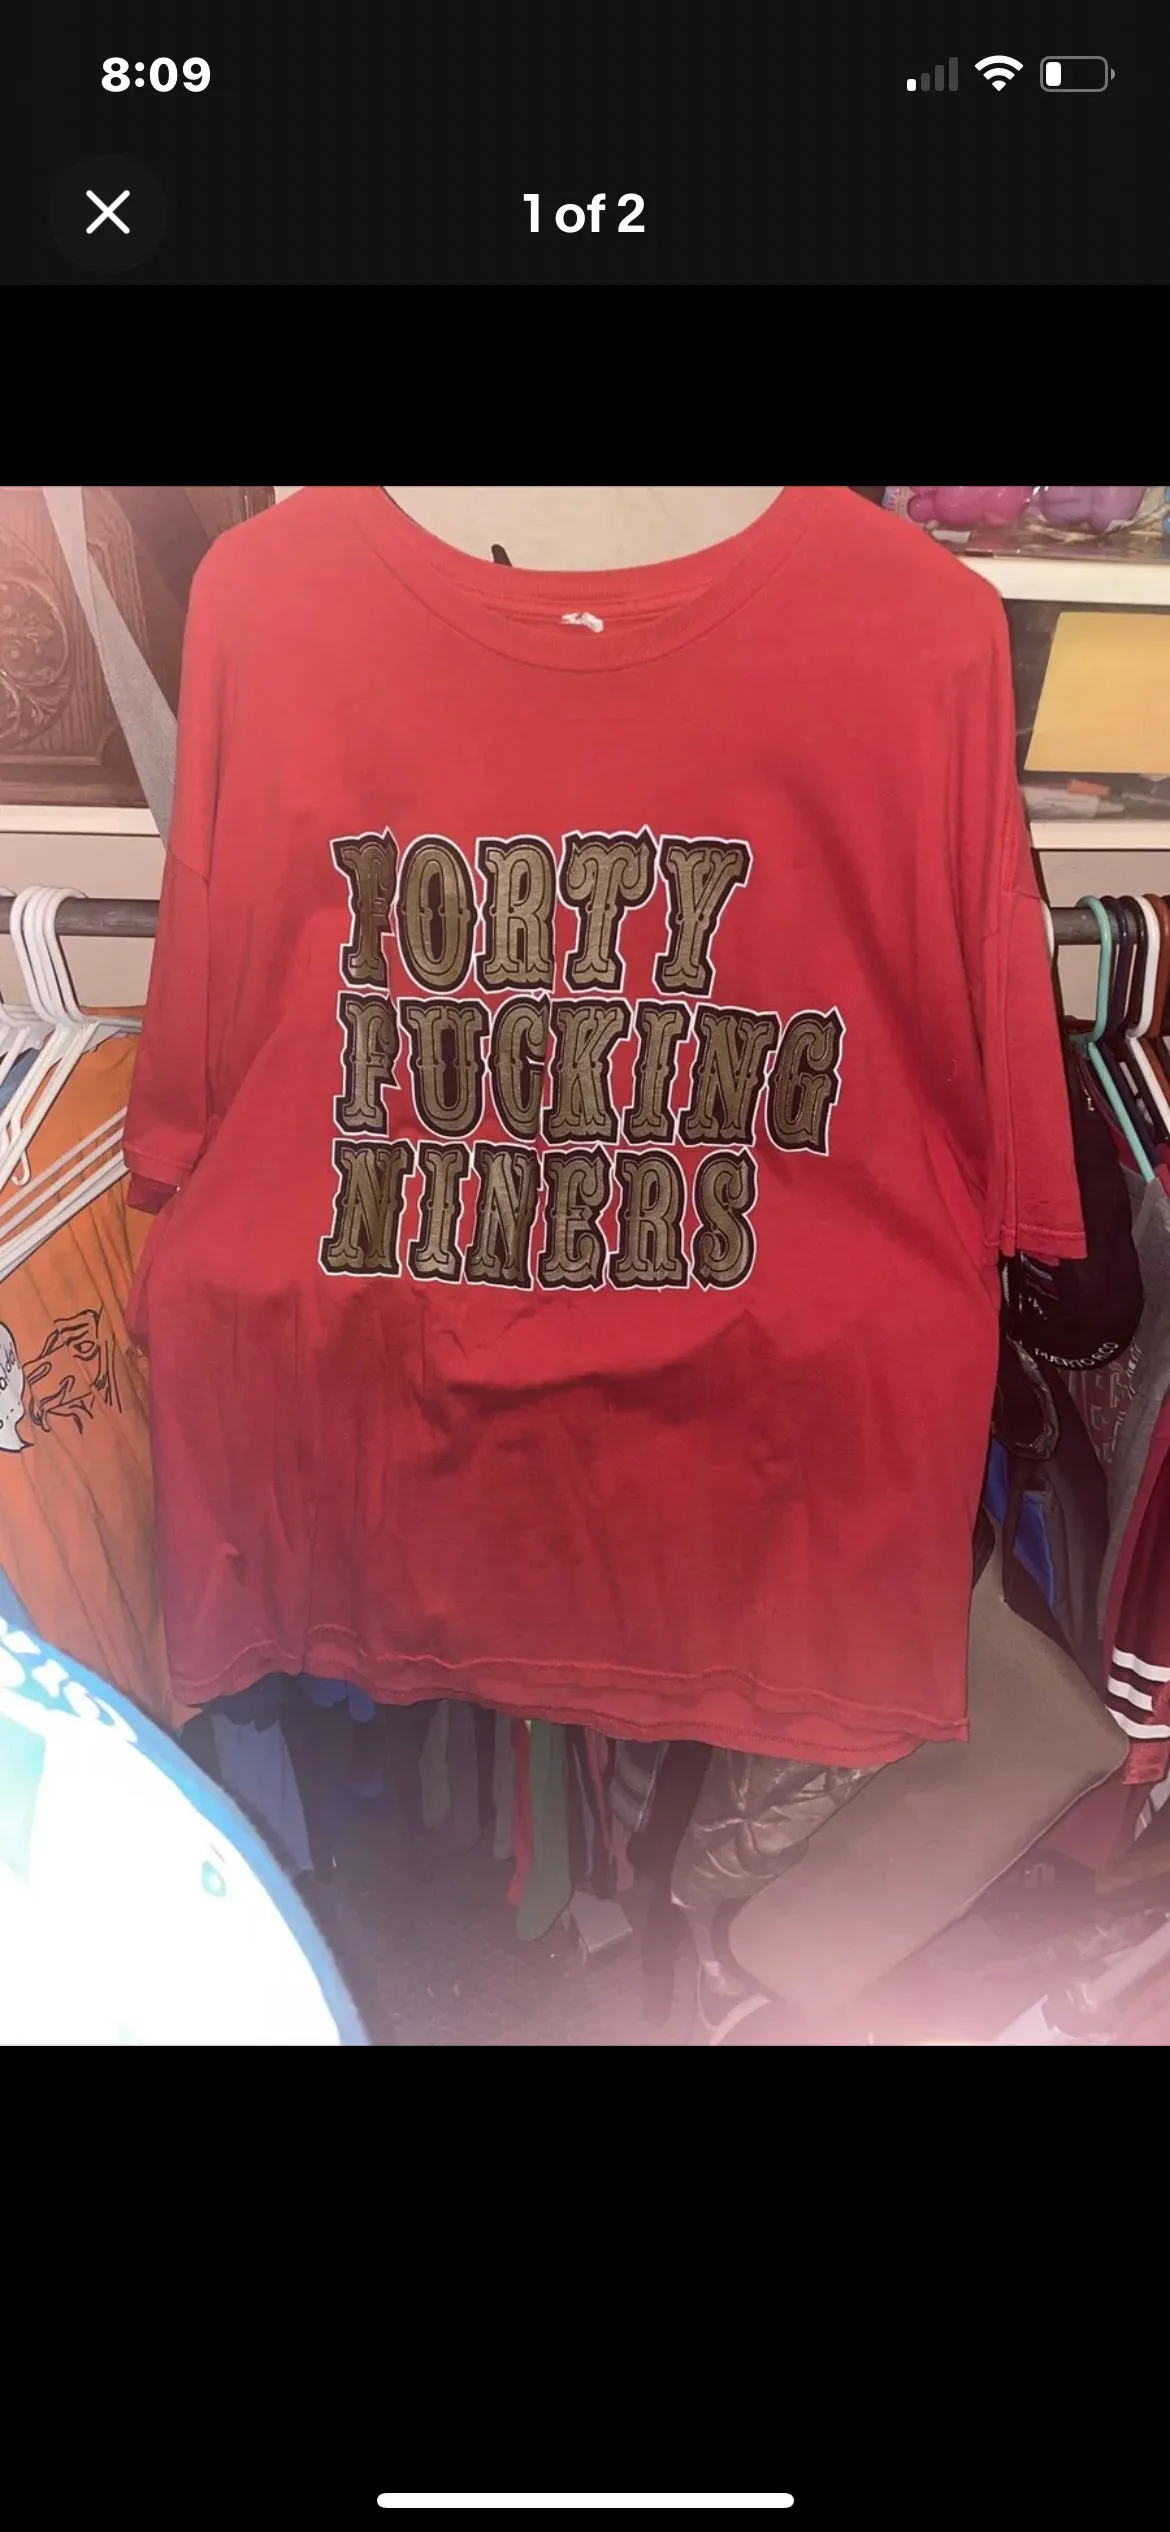 8:09
1 of 2
FORTY
FUCKING
NINERS